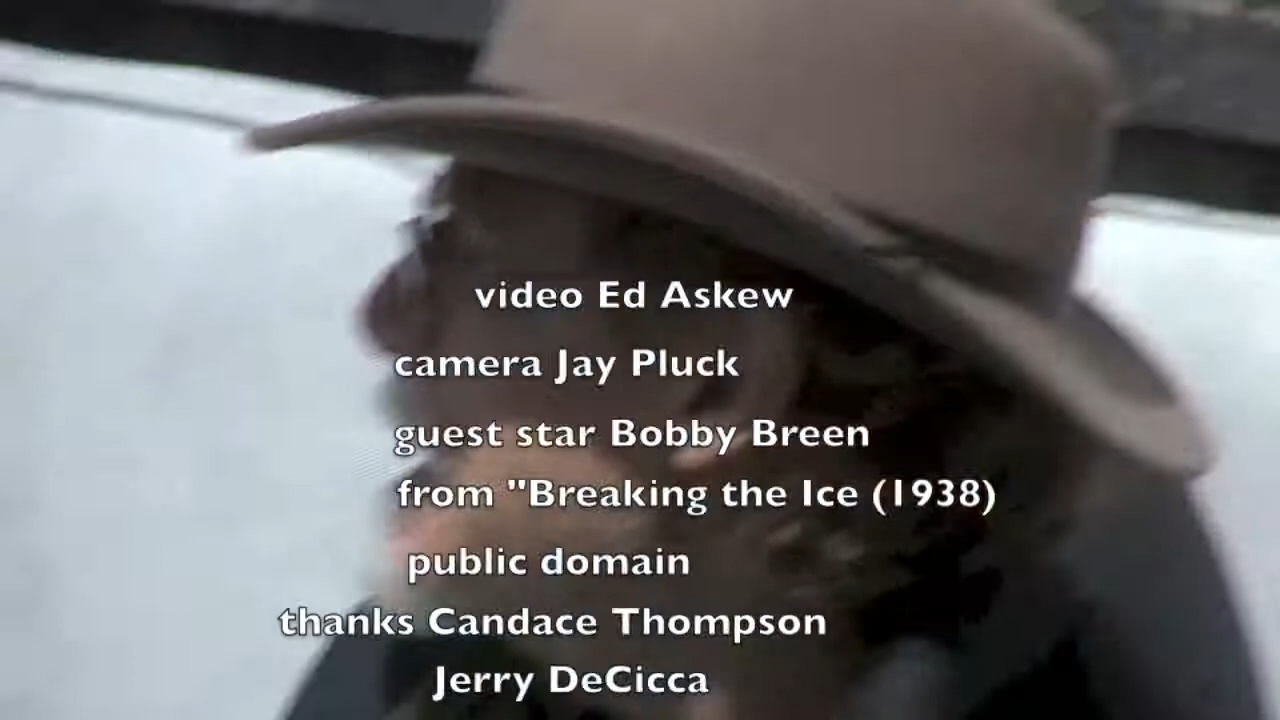 video Ed Askew
camera Jay Pluck
guest star Bobby Breen
from "Breaking the Ice (1938)
public domain
thanks Candace Thompson
Jerry DeCicca